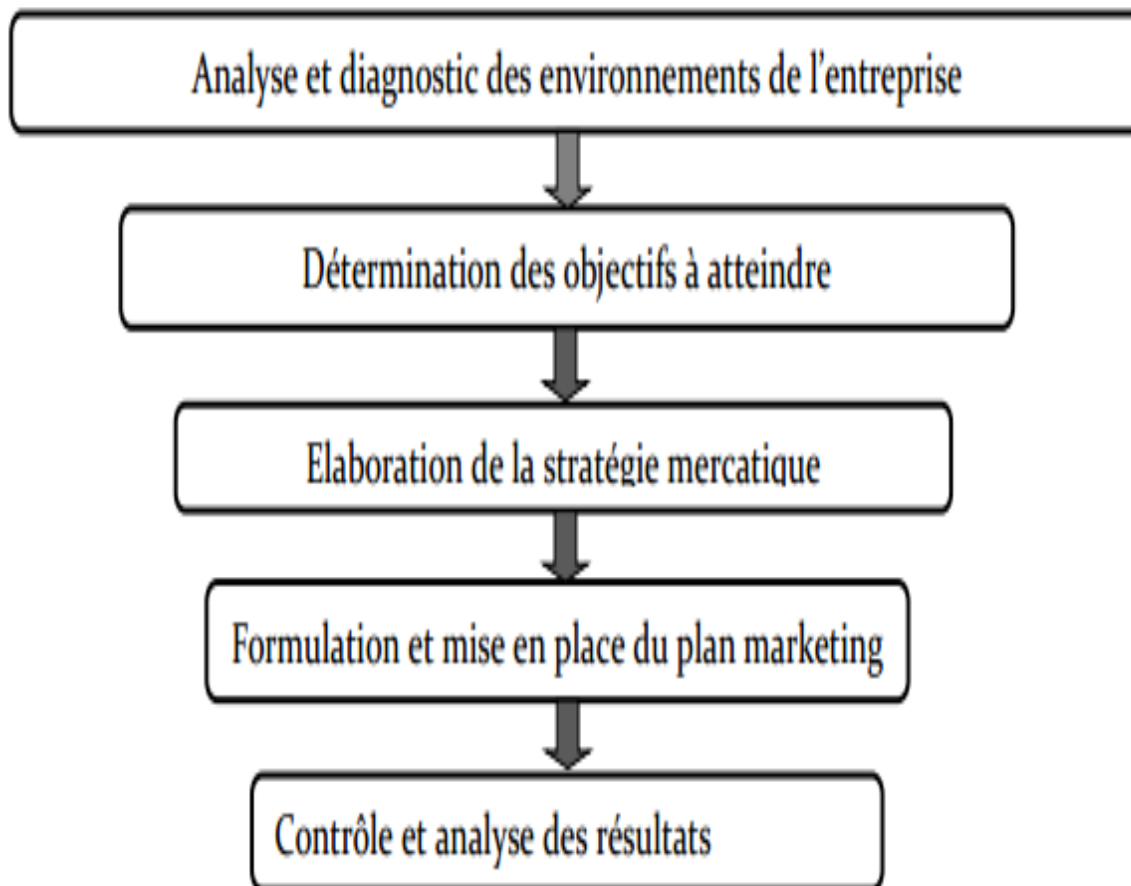 Analyse et diagnostic des environnements de l'entreprise
Détermination des objectifs à atteindre
Elaboration de la stratégie mercatique
Formulation et mise en place du plan marketing
Contrôle et analyse des résultats